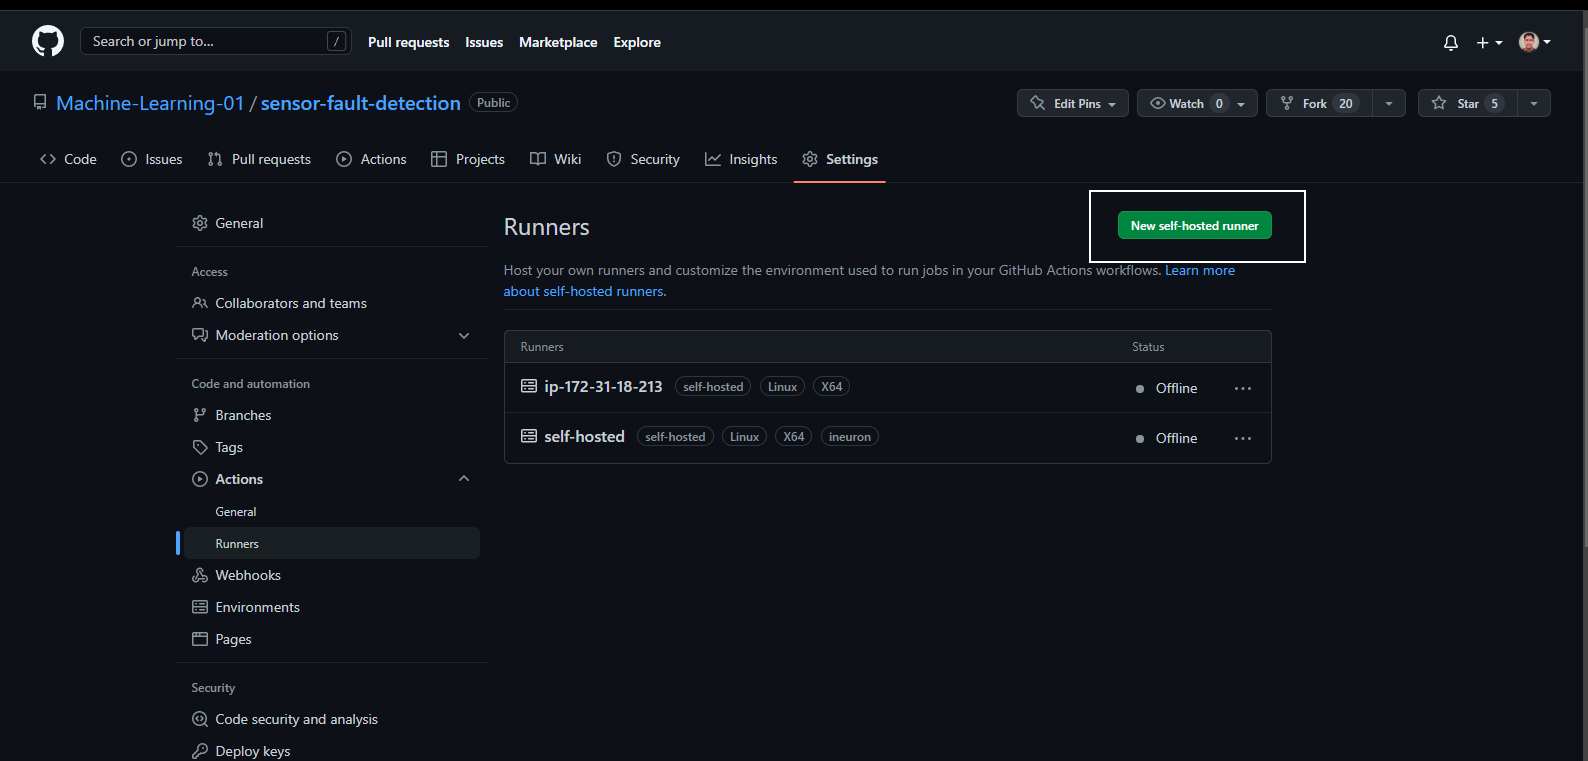 Search or jump to... /
Pull requests Issues Marketplace Explore
Machine-Learning-01 / sensor-fault-detection Public
Edit Pins Watch 0 Fork 20 Star 5
Code Issues Pull requests Actions Projects Wiki Security Insights Settings
General
Access
Collaborators and teams
Moderation options
Code and automation
Branches
Tags
Actions
General
Runners
Webhooks
Environments
Pages
Security
Code security and analysis
Deploy keys
Runners
New self-hosted runner
Host your own runners and customize the environment used to run jobs in your GitHub Actions workflows. Learn more
about self-hosted runners.
Runners Status
ip-172-31-18-213 self-hosted Linux X64 Offline
self-hosted self-hosted Linux X64 ineuron Offline